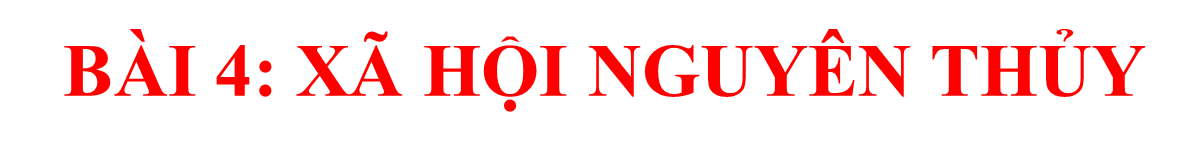 BÀI 4: XÃ HỘI NGUYÊN THỦY